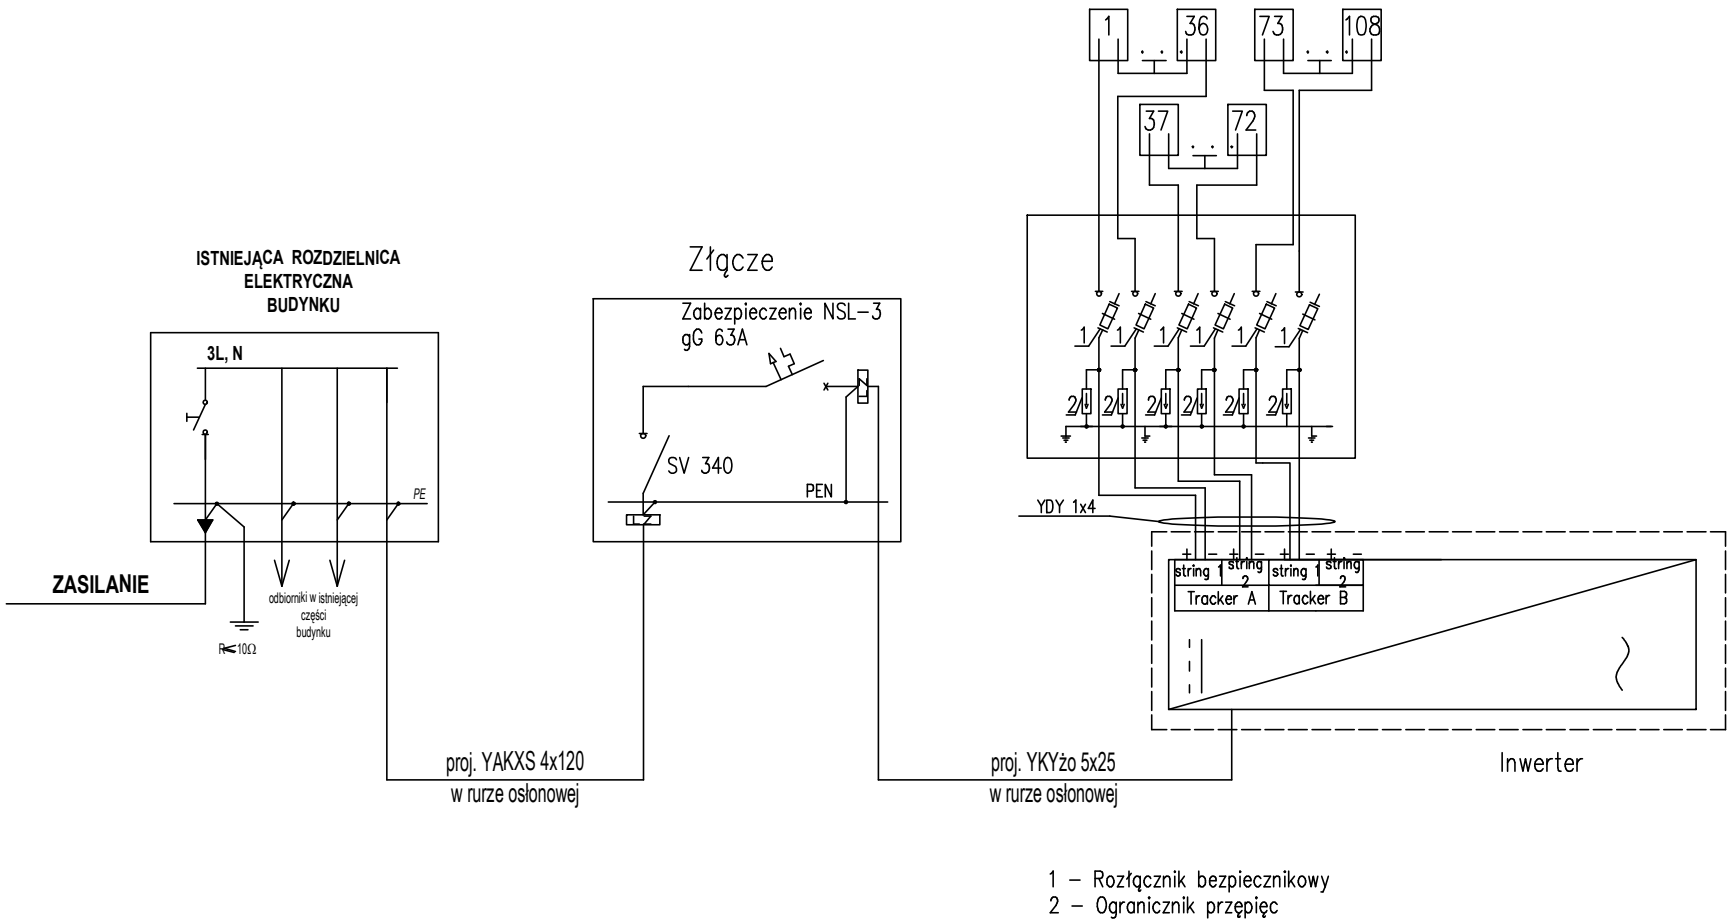 1
36
73
108
37
72
ISTNIEJĄCA ROZDZIELNICA
ELEKTRYCZNA
BUDYNKU
3L, N
PE
ZASILANIE
odbiorniki w istniejącej
części
budynku
R<10Ω
Złącze
Zabezpieczenie NSL-3
gG 63A
SV 340
PEN
1 1 1 1 1 1
2 2 2 2 2 2
YDY 1x4
+ - + - + - + -
string 1
string 2
string 1
string 2
Tracker A
Tracker B
proj. YAKXS 4x120
w rurze osłonowej
proj. YKYżo 5x25
w rurze osłonowej
Inwerter
1 - Rozłącznik bezpiecznikowy
2 - Ogranicznik przępięc